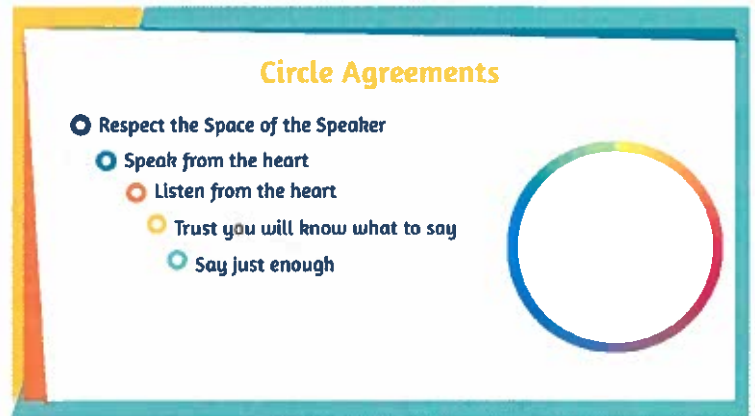 Circle Agreements
Respect the Space of the Speaker
Speak from the heart
Listen from the heart
Trust you will know what to say
Say just enough